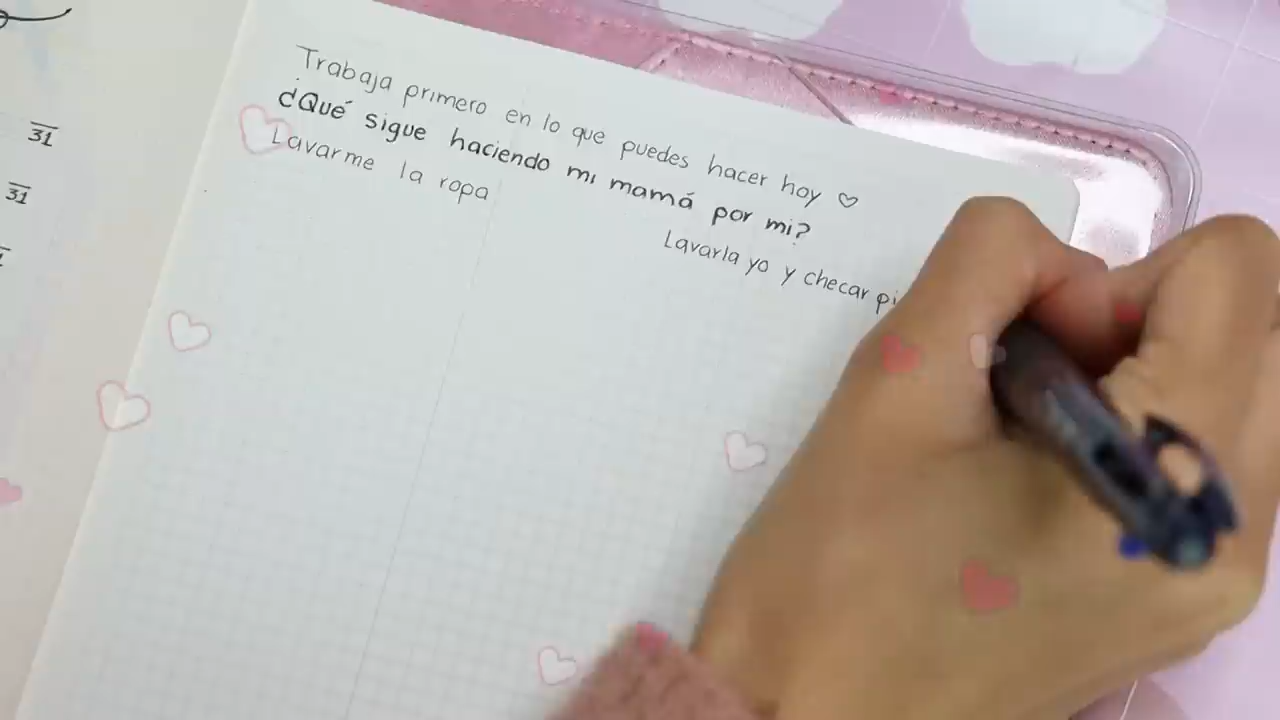 Trabaja primero en lo que puedes hacer hoy ♡
¿Qué sigue haciendo mi mamá por mi?
Lavarme la ropa
Lavarla yo y checar
31
31